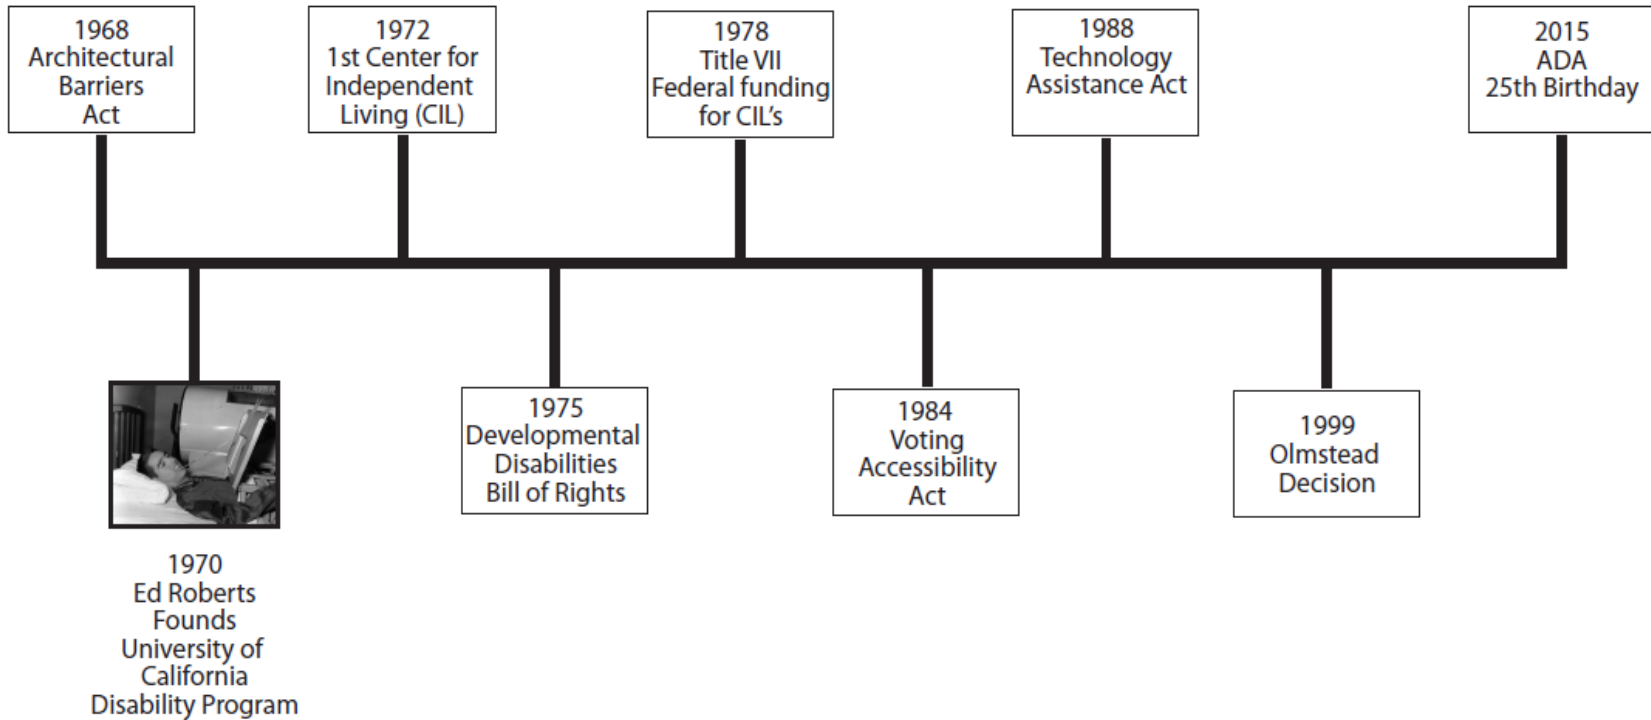 1968
Architectural
Barriers
Act
1970
Ed Roberts
Founds
University of
California
Disability Program
1972
1st Center for
Independent
Living (CIL)
1975
Developmental
Disabilities
Bill of Rights
1978
Title VII
Federal funding
for CIL's
1984
Voting
Accessibility
Act
1988
Technology
Assistance Act
1999
Olmstead
Decision
2015
ADA
25th Birthday